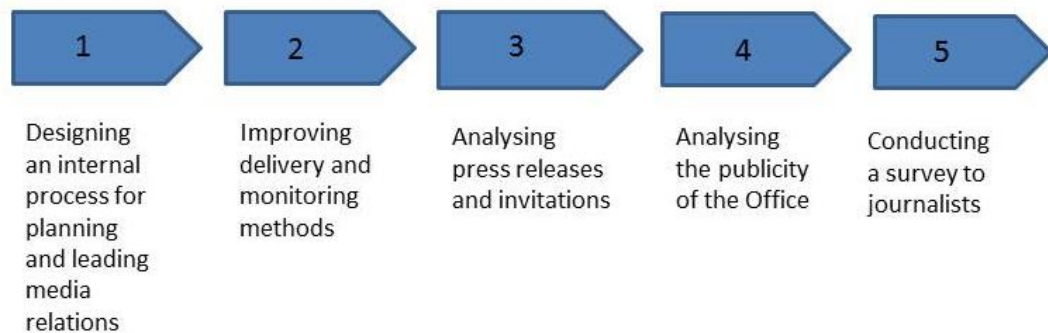 1
2
3
4
5
Designing
an internal
process for
planning
and leading
media
relations
Improving
delivery and
monitoring
methods
Analysing
press releases
and invitations
Analysing
the publicity
of the Office
Conducting
a survey to
journalists